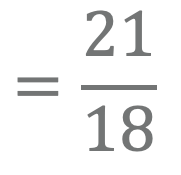 = 21/18